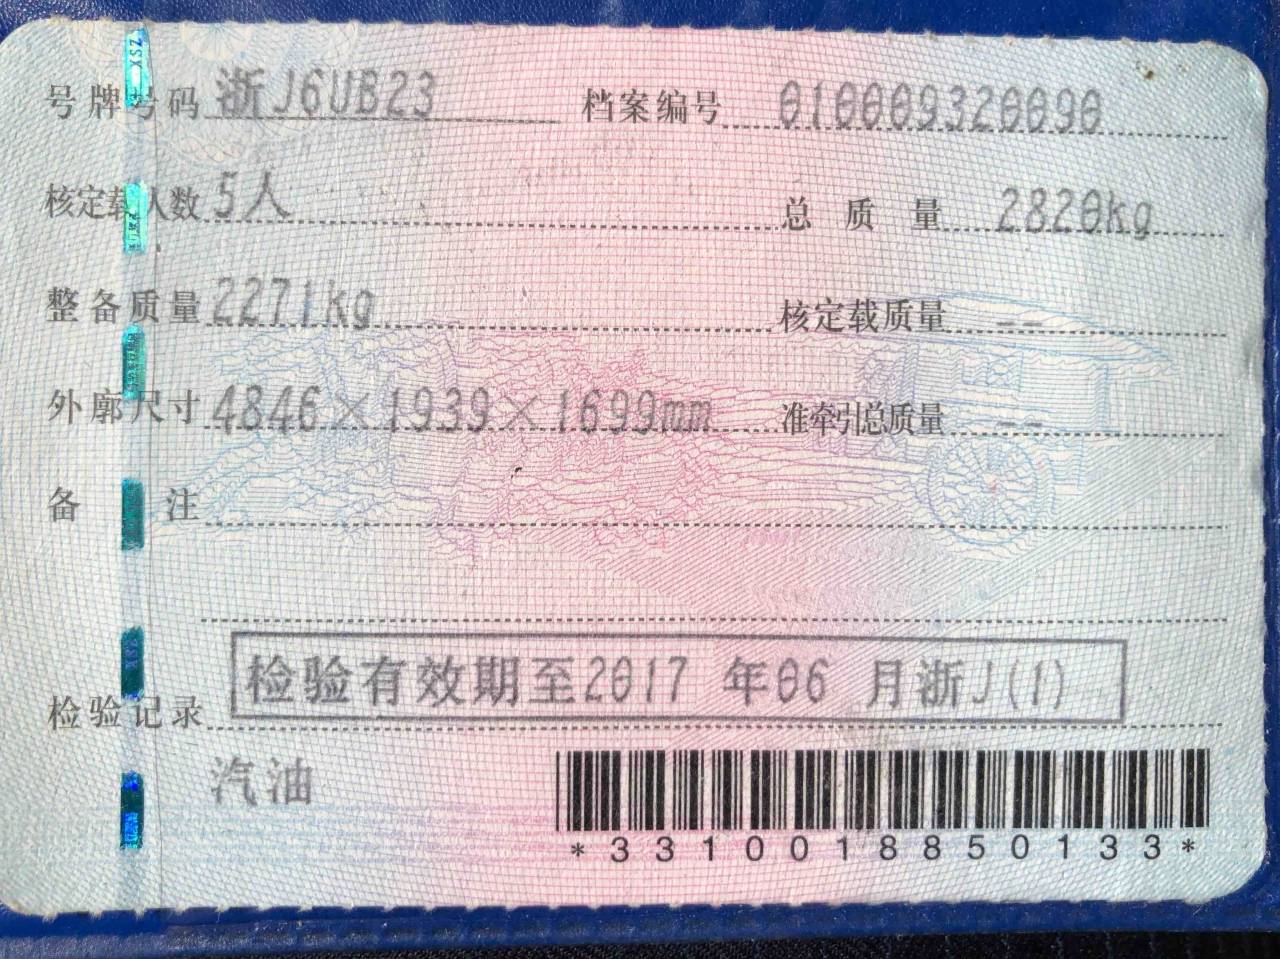 号牌号码 浙J6UB23 档案编号 010009320090
核定载人数 5人 总质量 2820kg
整备质量 2271kg 核定载质量 --
外廓尺寸 4846×1939×1699mm 准牵引总质量 --
备注
检验记录 检验有效期至2017年06月浙J(1)
汽油
*3310018850133*